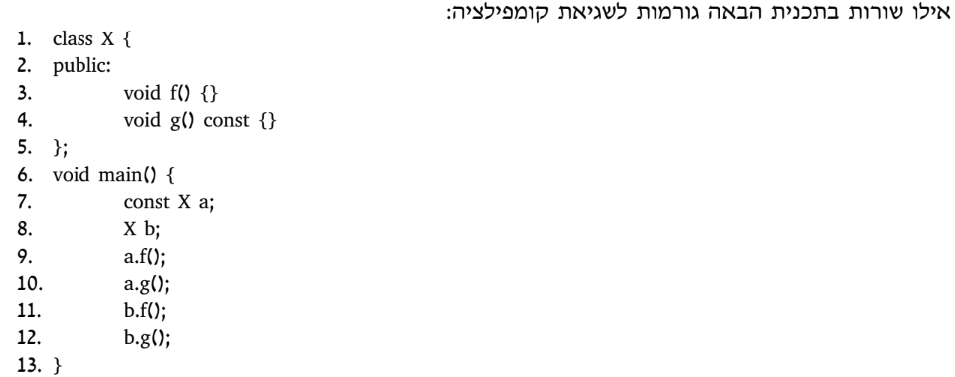 אילו שורות בתכנית הבאה גורמות לשגיאת קומפילציה:
1. class X {
2. public:
3. void f() {}
4. void g() const {}
5. };
6. void main() {
7. const X a;
8. X b;
9. a.f();
10. a.g();
11. b.f();
12. b.g();
13. }